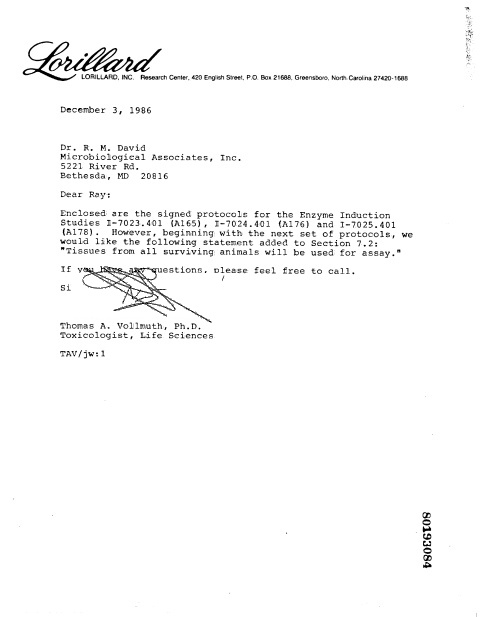 Lorillard
LORILLARD, INC. Research Center, 420 English Street, P.O. Box 21688, Greensboro, North Carolina 27420-1688
December 3, 1986
Dr. R. M. David
Microbiological Associates, Inc.
5221 River Rd.
Bethesda, MD 20816
Dear Ray:
Enclosed are the signed protocols for the Enzyme Induction
Studies I-7023.401 (A165), I-7024.401 (A176) and I-7025.401
(A178). However, beginning with the next set of protocols, we
would like the following statement added to Section 7.2:
"Tissues from all surviving animals will be used for assay."
If you have any questions, please feel free to call.
Si
Thomas A. Vollmuth, Ph.D.
Toxicologist, Life Sciences
TAV/jw:1
80193084